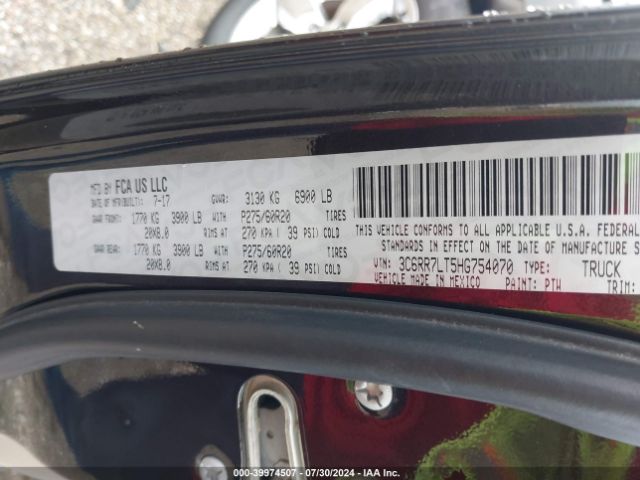 MFD BY FCA US LLC
DATE OF MFR(BUILT): 7-17 GVWR: 3130 KG 6900 LB
GAWR FRONT: 1770 KG 3900 LB WITH P275/60R20 TIRES
20X8.0 RIMS AT 270 KPA ( 39 PSI) COLD
GAWR REAR: 1770 KG 3900 LB WITH P275/60R20 TIRES
20X8.0 RIMS AT 270 KPA ( 39 PSI) COLD
THIS VEHICLE CONFORMS TO ALL APPLICABLE U.S.A. FEDERAL
STANDARDS IN EFFECT ON THE DATE OF MAN
VIN: 3C6RR7LT5HG754070 TYPE: TRUCK
VEHICLE MADE IN MEXICO PAINT: PTW TRIM:
000-39974507 / 07/30/2024 - IAA Inc.